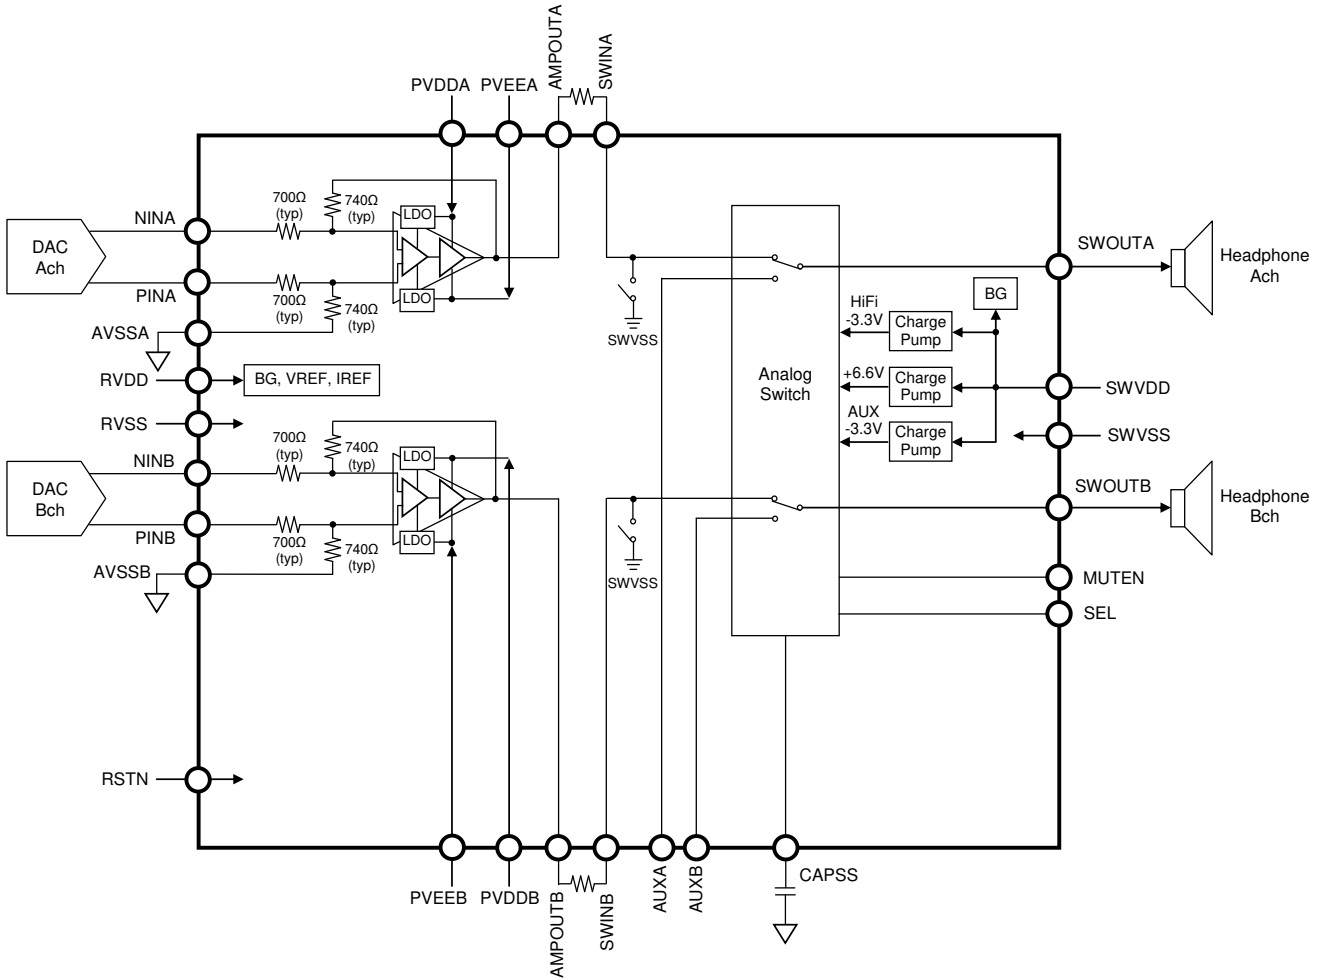 AMPOUTA
SWINA
PVDDA
PVEEA
NINA
700Ω
(typ)
740Ω
(typ)
LDO
DAC
Ach
PINA
700Ω
(typ)
740Ω
(typ)
LDO
AVSSA
RVDD
BG, VREF, IREF
RVSS
SWVSS
SWOUTA
Headphone
Ach
BG
HiFi
-3.3V
Charge
Pump
Analog
Switch
+6.6V
Charge
Pump
SWVDD
AUX
-3.3V
Charge
Pump
SWVSS
NINB
700Ω
(typ)
740Ω
(typ)
LDO
DAC
Bch
PINB
700Ω
(typ)
740Ω
(typ)
LDO
AVSSB
SWVSS
SWOUTB
Headphone
Bch
MUTEN
SEL
RSTN
PVEEB
PVDDB
AMPOUTB
SWINB
AUXA
AUXB
CAPSS